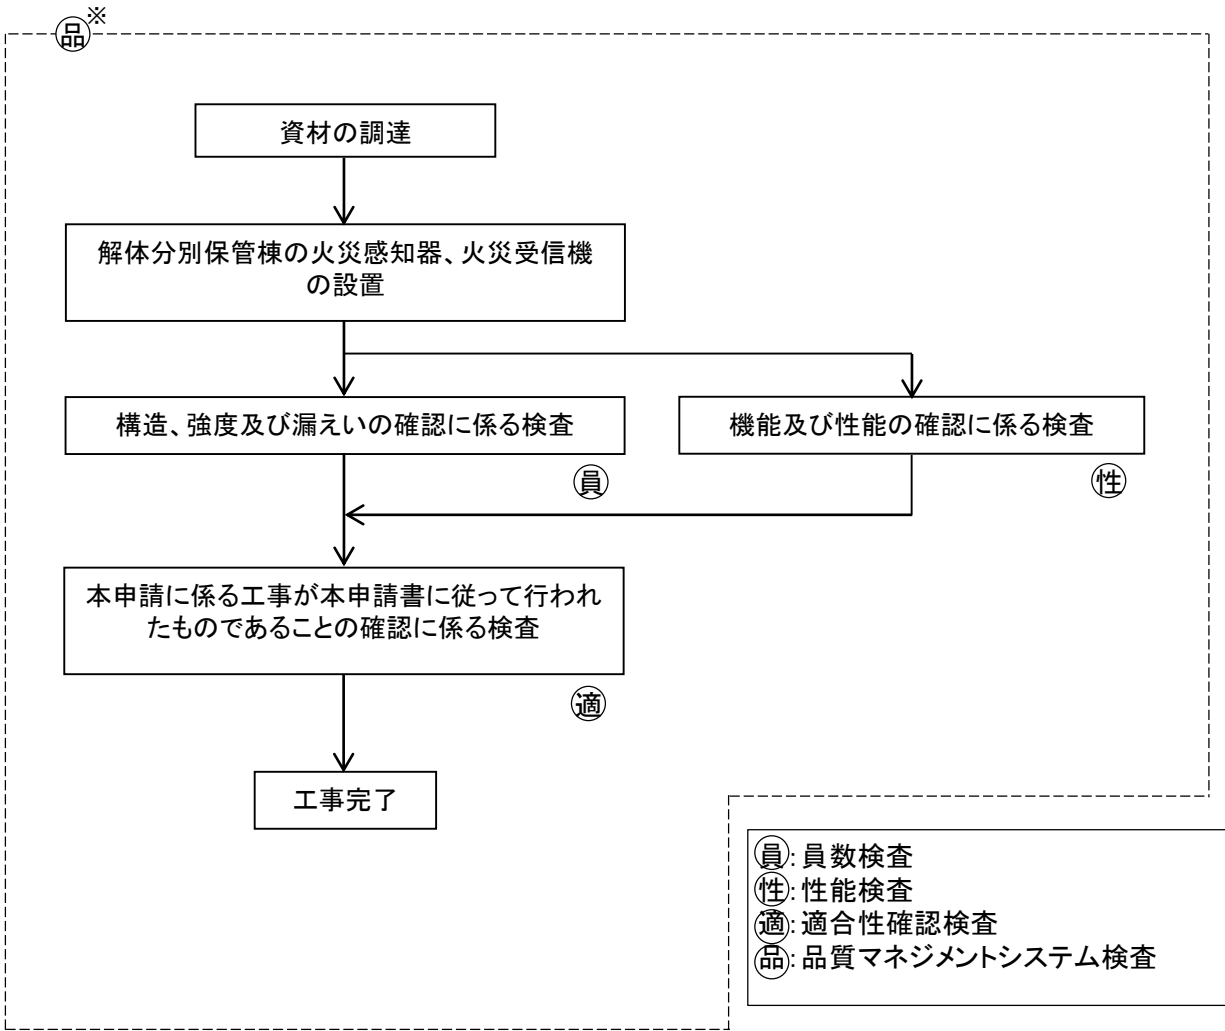 ※
品
資材の調達
解体分別保管棟の火災感知器、火災受信機
の設置
構造、強度及び漏えいの確認に係る検査
機能及び性能の確認に係る検査
員
性
本申請に係る工事が本申請書に従って行われ
たものであることの確認に係る検査
適
工事完了
員:員数検査
性:性能検査
適:適合性確認検査
品:品質マネジメントシステム検査